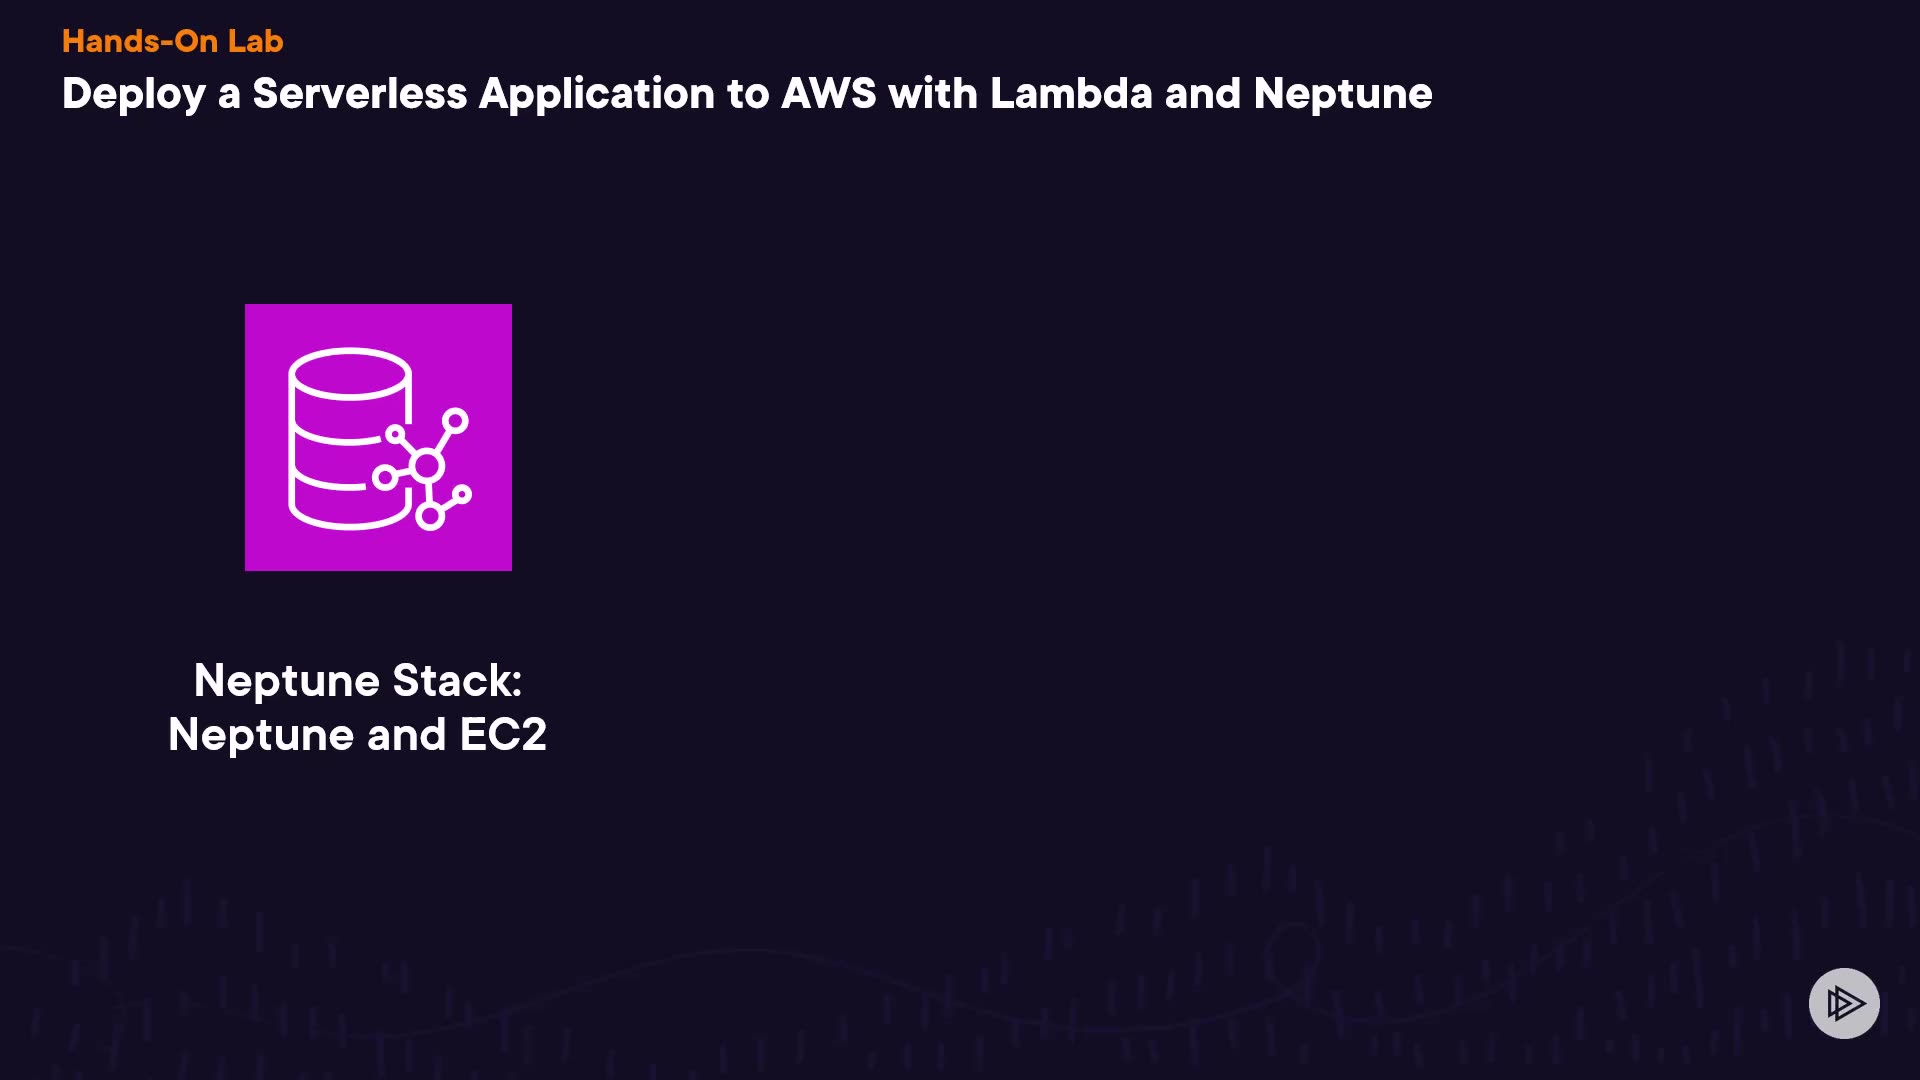 Hands-On Lab
Deploy a Serverless Application to AWS with Lambda and Neptune
Neptune Stack:
Neptune and EC2